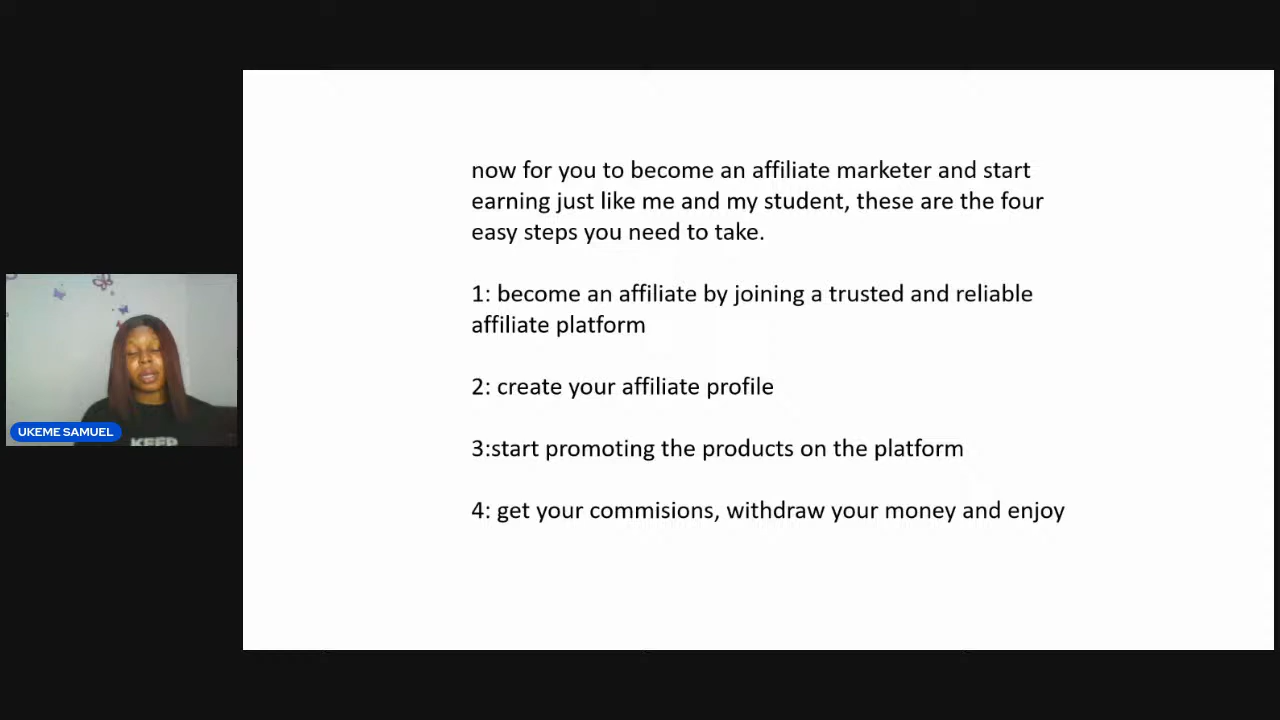 now for you to become an affiliate marketer and start
earning just like me and my student, these are the four
easy steps you need to take.
1: become an affiliate by joining a trusted and reliable
affiliate platform
2: create your affiliate profile
3:start promoting the products on the platform
4: get your commisions, withdraw your money and enjoy
UKEME SAMUEL
KEEP